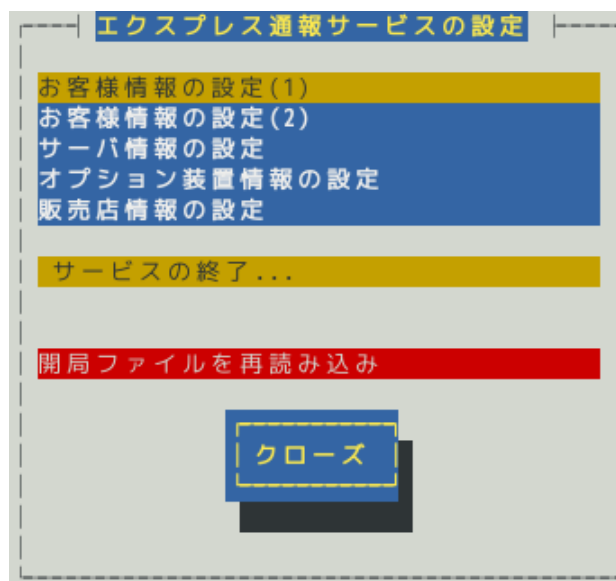 エクスプレス通報サービスの設定
お客様情報の設定(1)
お客様情報の設定(2)
サーバ情報の設定
オプション装置情報の設定
販売店情報の設定
サービスの終了...
開局ファイルを再読み込み
クローズ